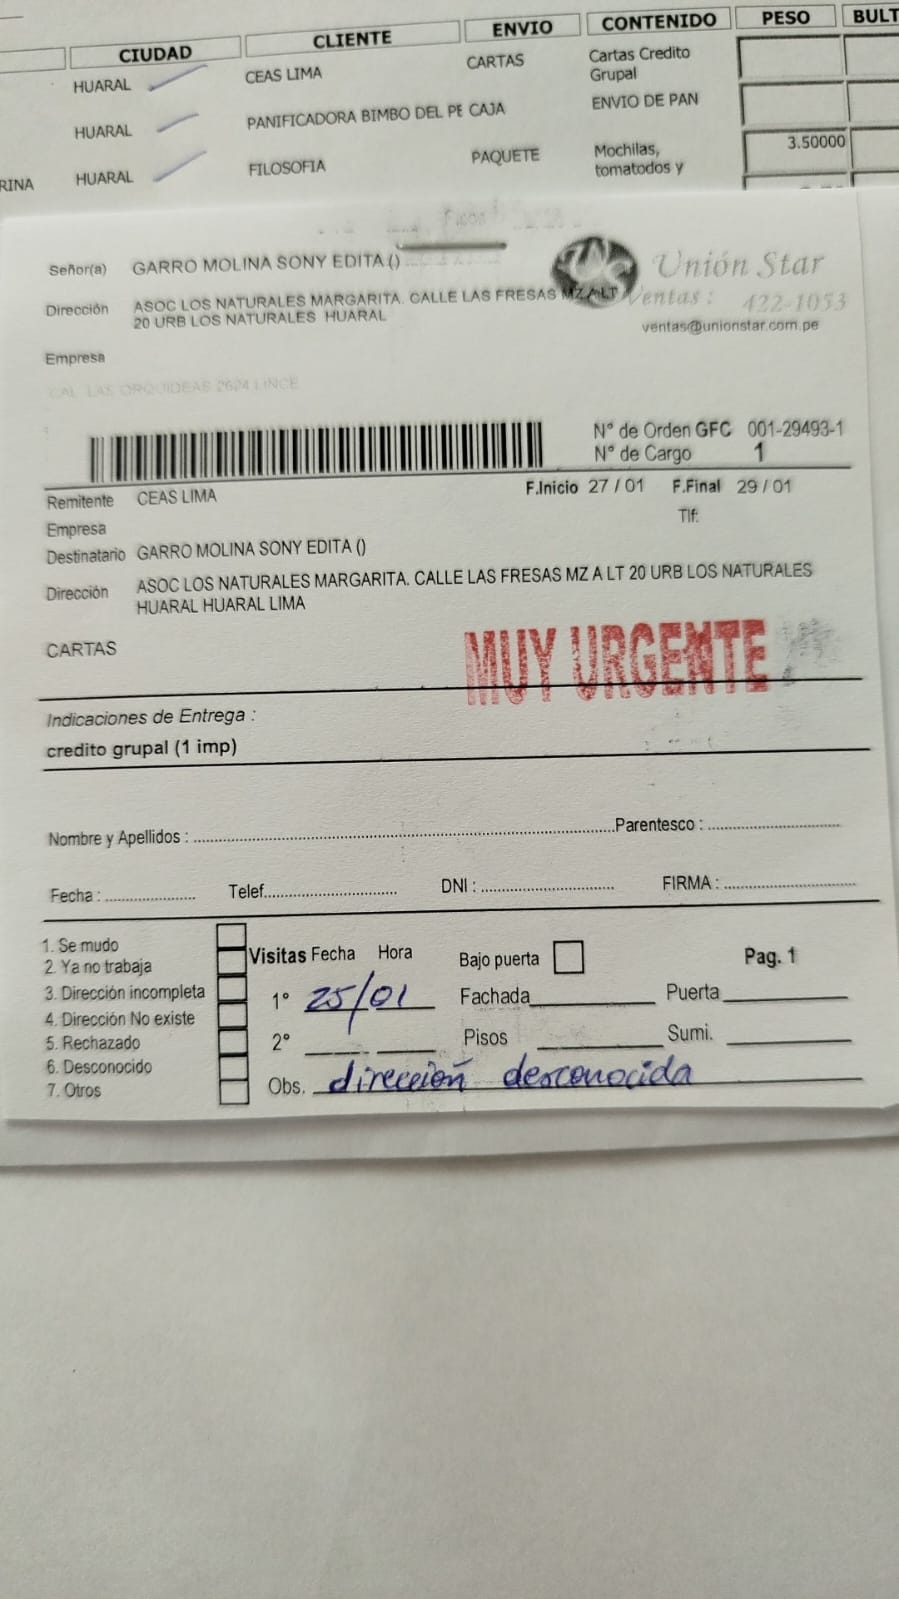 CIUDAD CLIENTE ENVIO CONTENIDO PESO BULT
HUARAL CEAS LIMA CARTAS Cartas Credito
Grupal
HUARAL PANIFICADORA BIMBO DEL PE CAJA ENVIO DE PAN
RINA HUARAL FILOSOFIA PAQUETE Mochilas, 3.50000
tomatodos y
Señor(a) GARRO MOLINA SONY EDITA ()
Unión Star
Dirección ASOC LOS NATURALES MARGARITA. CALLE LAS FRESAS MZ A LT
20 URB LOS NATURALES HUARAL
Ventas: 422-1053
ventas@unionstar.com.pe
Empresa
CAL. LAS ORQUIDEAS 2624 LINCE
N° de Orden GFC 001-29493-1
N° de Cargo 1
Remitente CEAS LIMA F.Inicio 27 / 01 F.Final 29 / 01
Empresa Tlf:
Destinatario GARRO MOLINA SONY EDITA ()
Dirección ASOC LOS NATURALES MARGARITA. CALLE LAS FRESAS MZ A LT 20 URB LOS NATURALES
HUARAL HUARAL LIMA
CARTAS MUY URGENTE
Indicaciones de Entrega :
credito grupal (1 imp)
Nombre y Apellidos : Parentesco :
Fecha : Telef. DNI : FIRMA :
1. Se mudo
2. Ya no trabaja
3. Dirección incompleta
4. Dirección No existe
5. Rechazado
6. Desconocido
7. Otros
Visitas Fecha Hora Bajo puerta Pag. 1
1° 25/01 Fachada Puerta
2° Pisos Sumi.
Obs. dirección desconocida